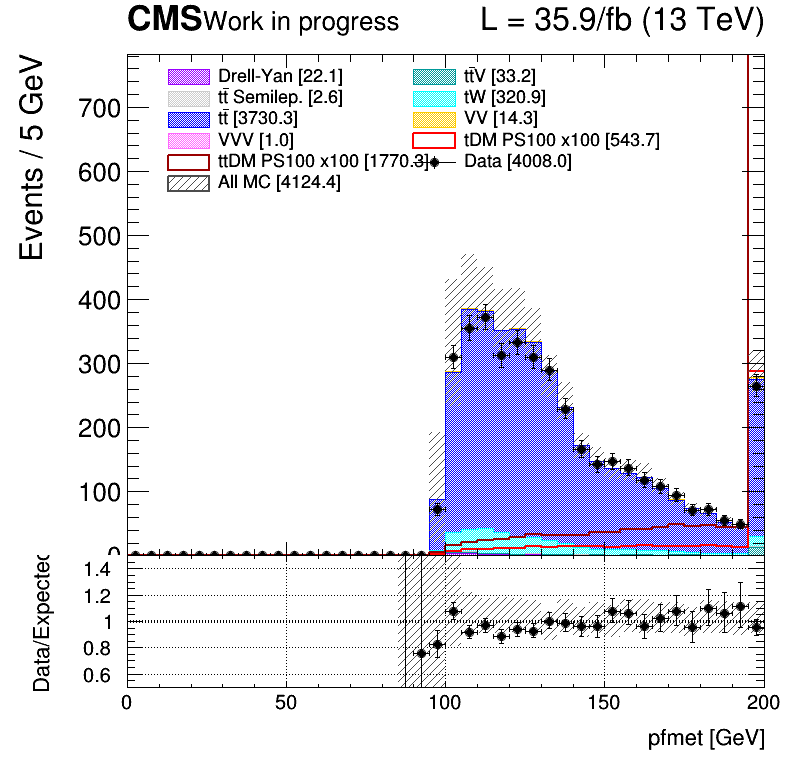 CMS Work in progress L = 35.9/fb (13 TeV)
Events / 5 GeV
Drell-Yan [22.1] tt̄V [33.2]
tt̄ Semilep. [2.6] tW [320.9]
tt̄ [3730.3] VV [14.3]
VVV [1.0] tDM PS100 x100 [543.7]
ttDM PS100 x100 [1770.3] Data [4008.0]
All MC [4124.4]
700
600
500
400
300
200
100
0
Data/Expected
1.4
1.2
1
0.8
0.6
0 50 100 150 200
pfmet [GeV]